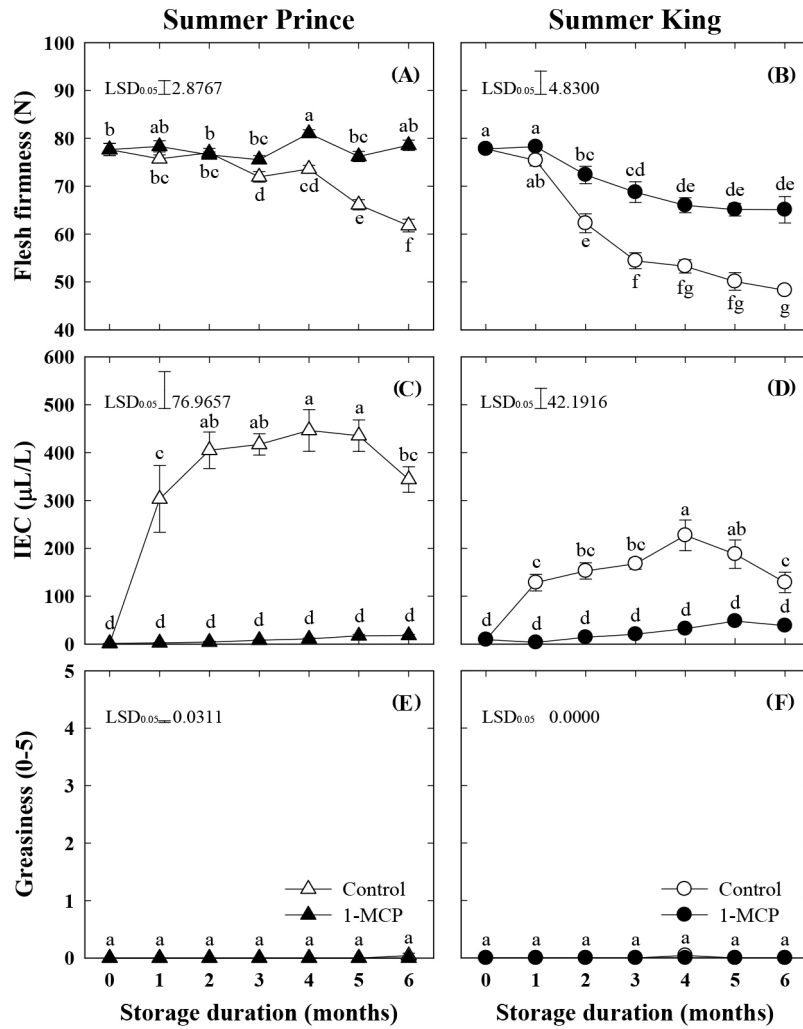 Summer Prince Summer King
100
90
80
70
60
50
40
Flesh firmness (N)
LSD0.05 2.8767
(A)
b ab b bc a bc ab
bc bc d cd e f
LSD0.05 4.8300
(B)
a a bc cd de de de
ab e f fg fg g
600
500
400
300
200
100
0
IEC (µL/L)
LSD0.05 76.9657
(C)
c ab ab a a bc
d d d d d d d
LSD0.05 42.1916
(D)
c bc bc a ab c
d d d d d d d
5
4
3
2
1
0
Greasiness (0-5)
LSD0.05 0.0311
(E)
Control
1-MCP
a a a a a a a
LSD0.05 0.0000
(F)
Control
1-MCP
a a a a a a a
0 1 2 3 4 5 6
0 1 2 3 4 5 6
Storage duration (months)
Storage duration (months)